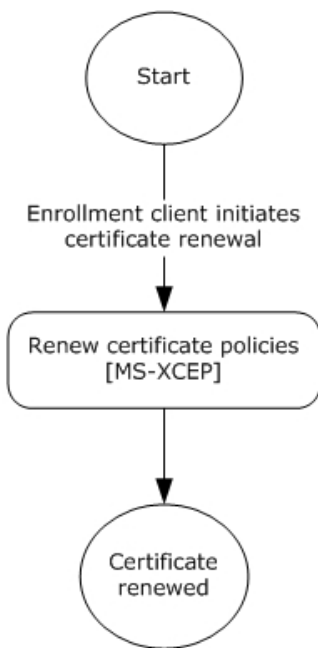 Start
Enrollment client initiates
certificate renewal
Renew certificate policies
[MS-XCEP]
Certificate
renewed